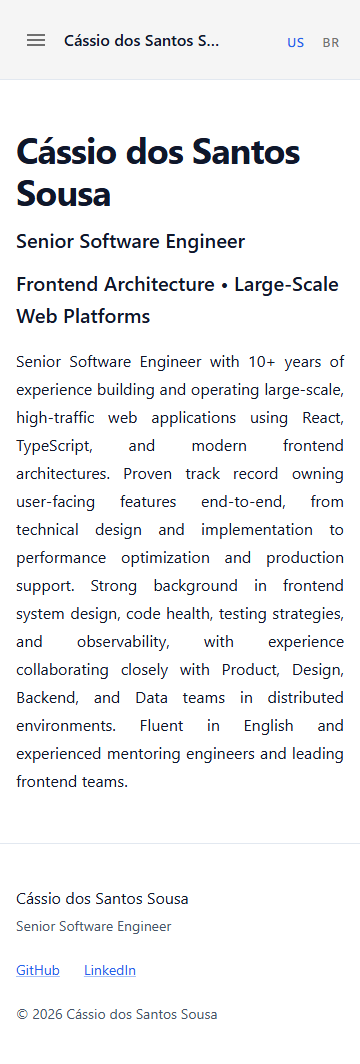 Cássio dos Santos S...
US BR
Cássio dos Santos
Sousa
Senior Software Engineer
Frontend Architecture • Large-Scale
Web Platforms
Senior Software Engineer with 10+ years of
experience building and operating large-scale,
high-traffic web applications using React,
TypeScript, and modern frontend
architectures. Proven track record owning
user-facing features end-to-end, from
technical design and implementation to
performance optimization and production
support. Strong background in frontend
system design, code health, testing strategies,
and observability, with experience
collaborating closely with Product, Design,
Backend, and Data teams in distributed
environments. Fluent in English and
experienced mentoring engineers and leading
frontend teams.
Cássio dos Santos Sousa
Senior Software Engineer
GitHub LinkedIn
© 2026 Cássio dos Santos Sousa